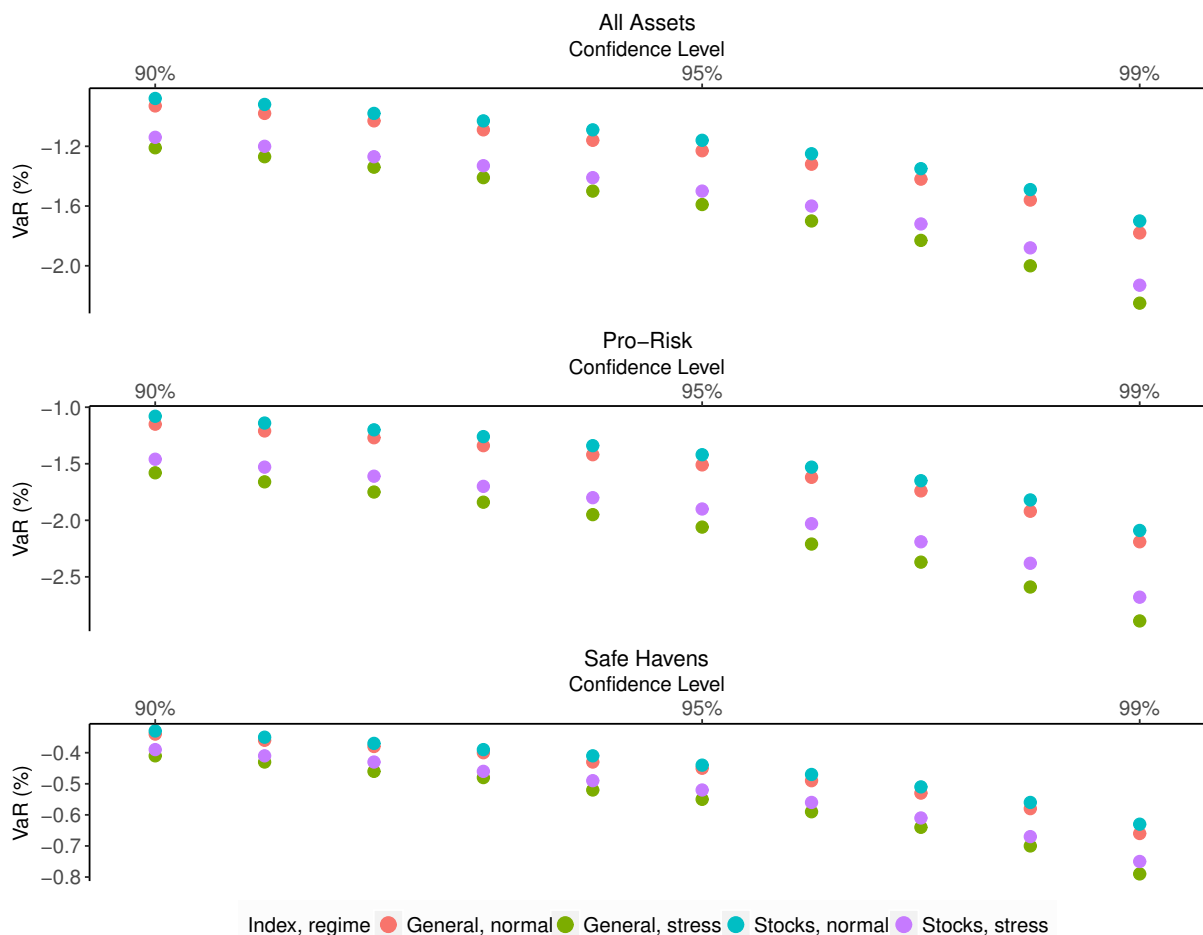 All Assets
Confidence Level
90% 95% 99%
VaR (%)
−1.2
−1.6
−2.0
Pro−Risk
Confidence Level
90% 95% 99%
VaR (%)
−1.0
−1.5
−2.0
−2.5
Safe Havens
Confidence Level
90% 95% 99%
VaR (%)
−0.4
−0.5
−0.6
−0.7
−0.8
Index, regime General, normal General, stress Stocks, normal Stocks, stress